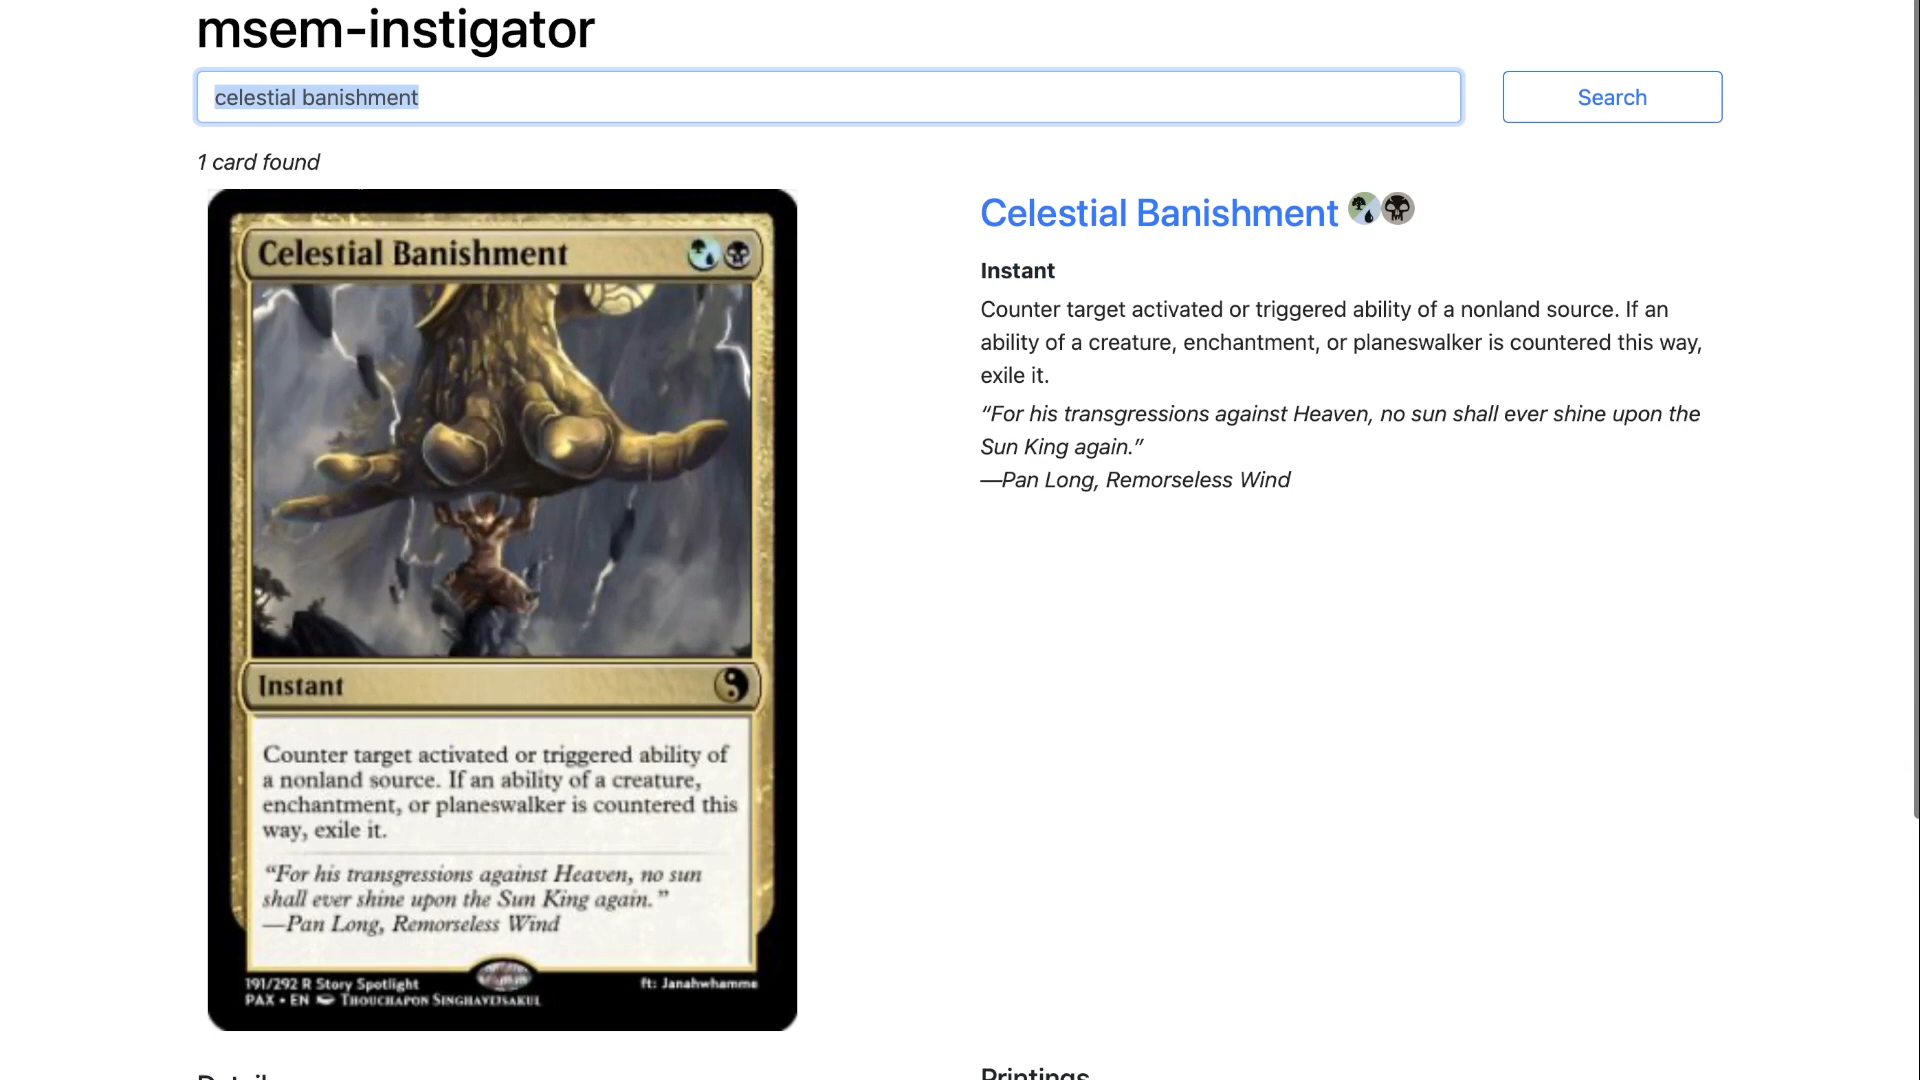 msem-instigator
celestial banishment
Search
1 card found
Celestial Banishment
Instant
Counter target activated or triggered ability of
a nonland source. If an ability of a creature,
enchantment, or planeswalker is countered this
way, exile it.
“For his transgressions against Heaven, no sun
shall ever shine upon the Sun King again.”
—Pan Long, Remorseless Wind
191/292 R Story Spotlight
ft: Janahwhamme
PAX • EN Thouchapon Singhavejsakul
Celestial Banishment
Instant
Counter target activated or triggered ability of a nonland source. If an
ability of a creature, enchantment, or planeswalker is countered this way,
exile it.
“For his transgressions against Heaven, no sun shall ever shine upon the
Sun King again.”
—Pan Long, Remorseless Wind
Printings